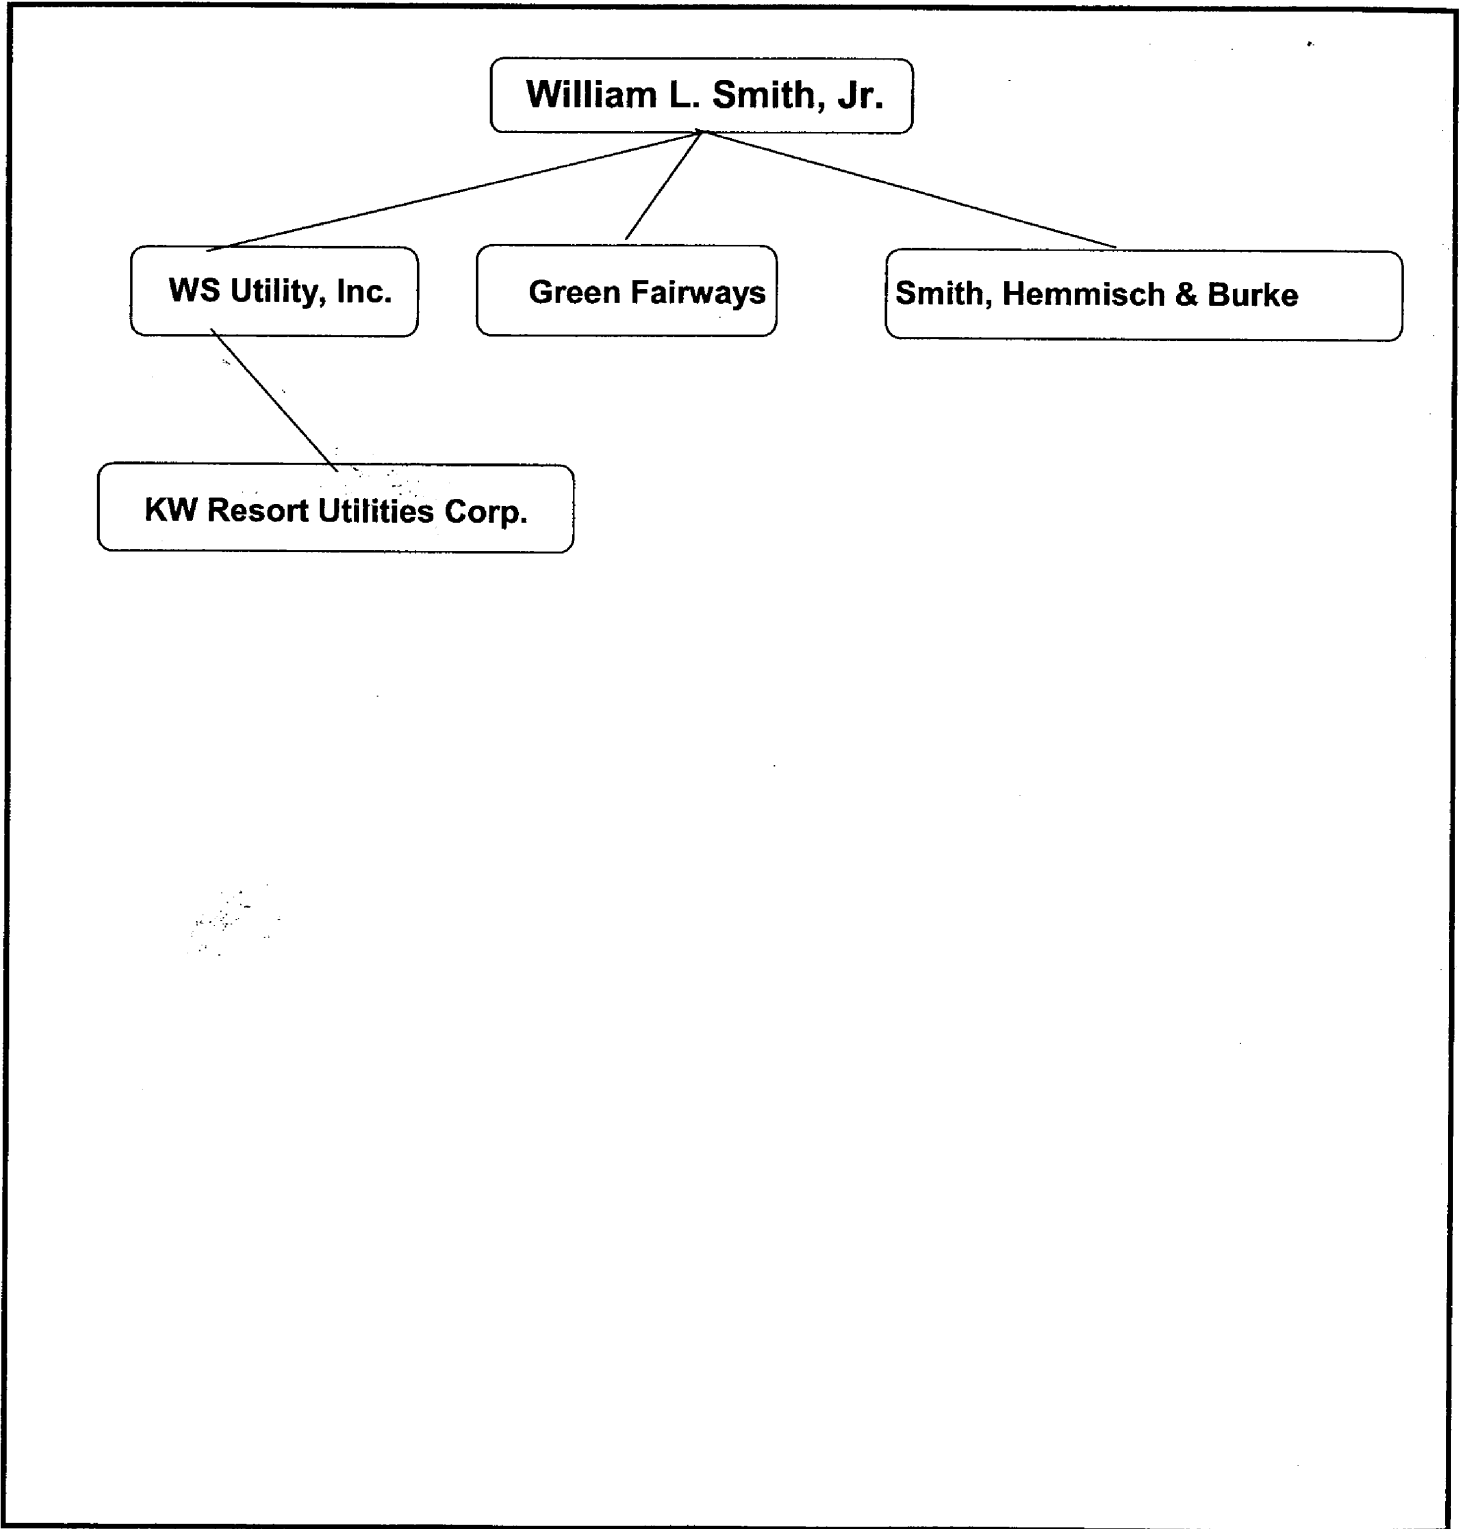 William L. Smith, Jr.
WS Utility, Inc.
Green Fairways
Smith, Hemmisch & Burke
KW Resort Utilities Corp.